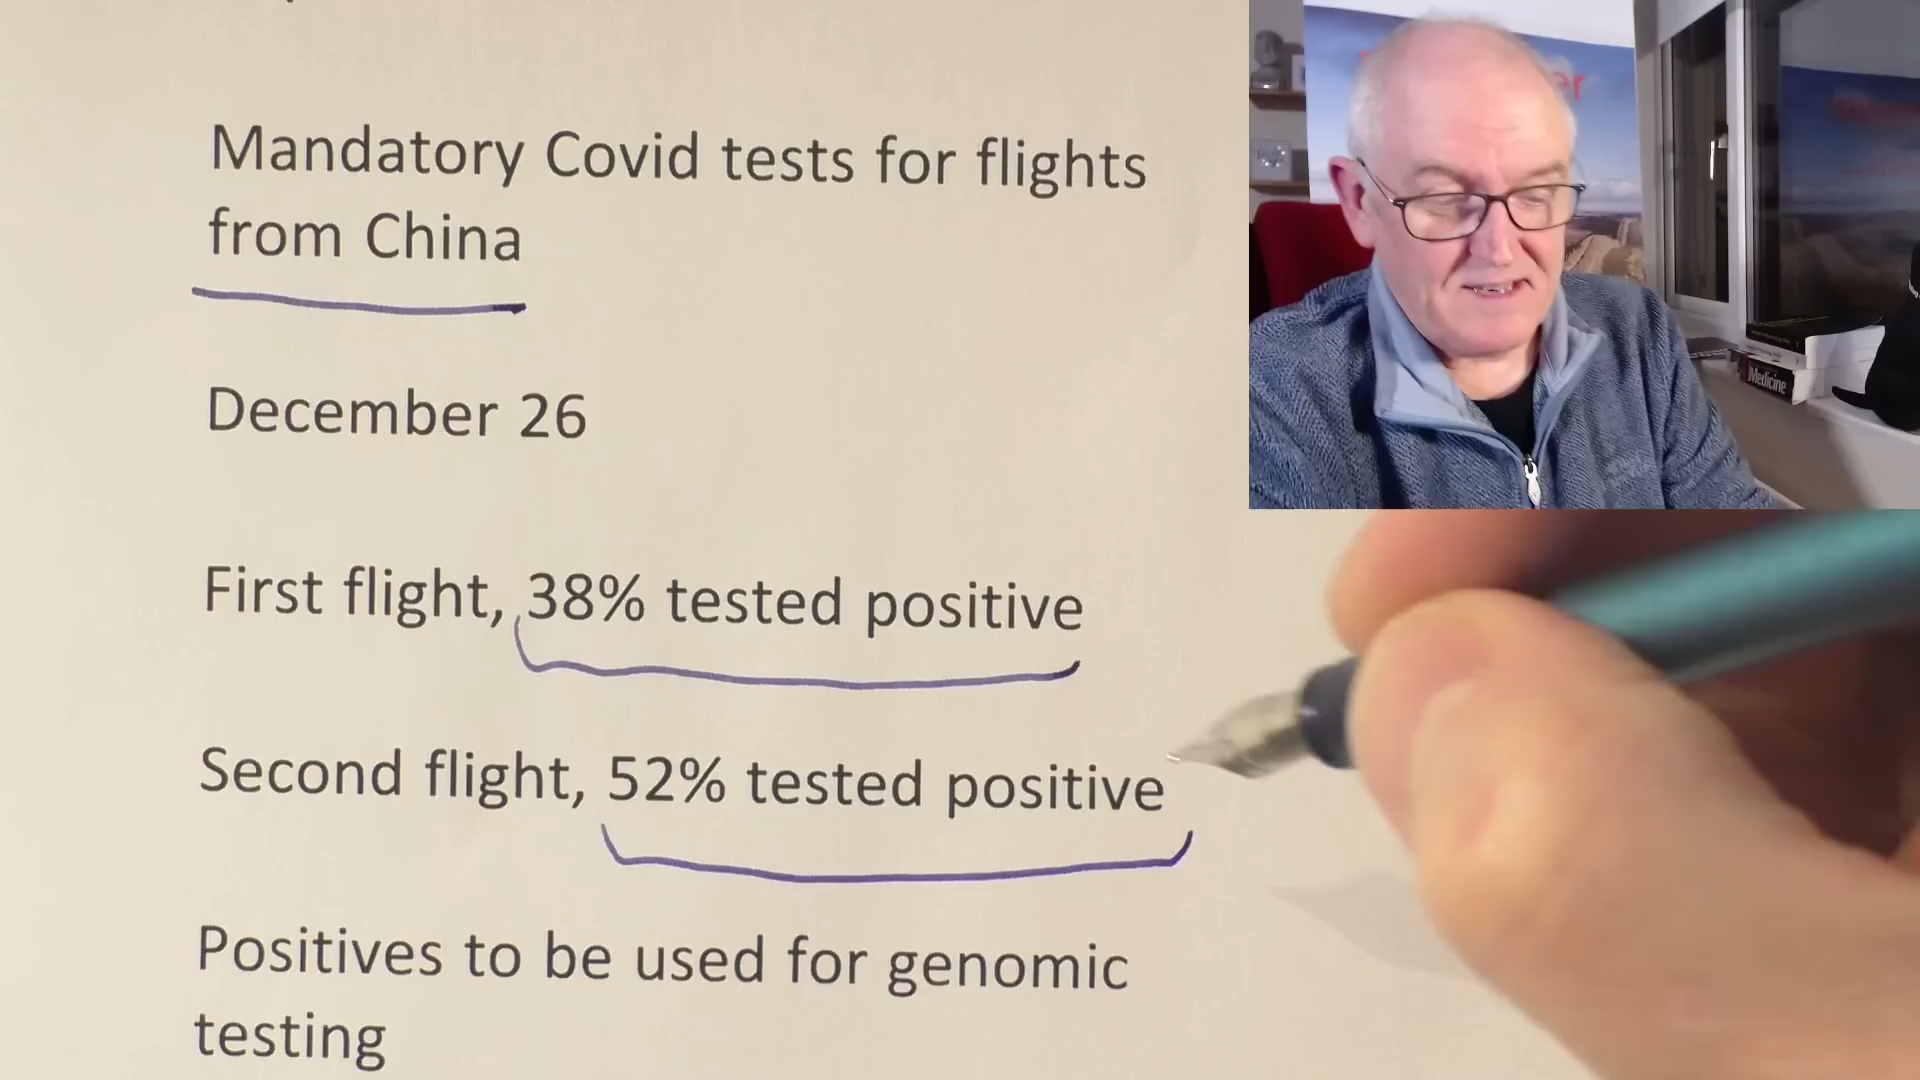 Mandatory Covid tests for flights
from China
December 26
First flight, 38% tested positive
Second flight, 52% tested positive
Positives to be used for genomic
testing
Medicine